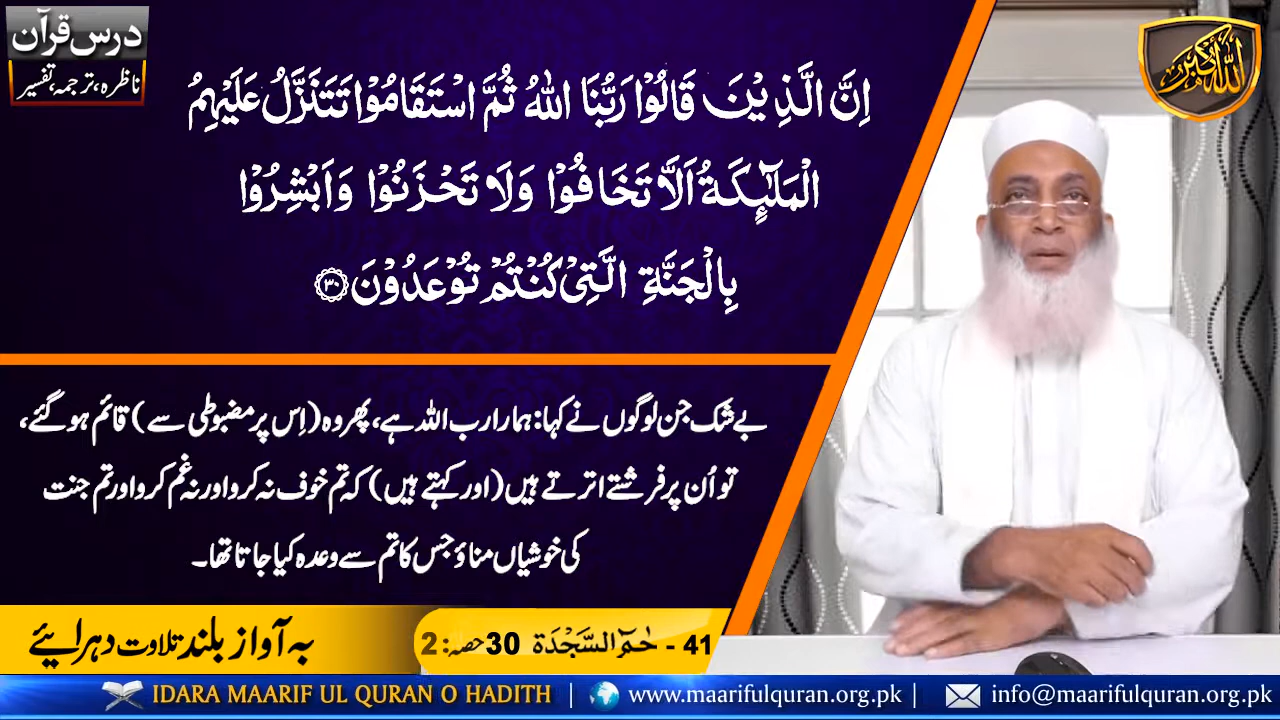 درس قرآن
ناظرہ، ترجمہ، تفسیر
اللہ اکبر
اِنَّ الَّذِیْنَ قَالُوْا رَبُّنَا اللّٰهُ ثُمَّ اسْتَقَامُوْا تَتَنَزَّلُ عَلَیْهِمُ
الْمَلٰٓىِٕكَةُ اَلَّا تَخَافُوْا وَلَا تَحْزَنُوْا وَاَبْشِرُوْا
بِالْجَنَّةِ الَّتِیْ كُنْتُمْ تُوْعَدُوْنَ ﴿۳۰﴾
بے شک جن لوگوں نے کہا: ہمارا رب اللہ ہے، پھر وہ (اِس پر مضبوطی سے) قائم ہو گئے،
تو اُن پر فرشتے اترتے ہیں (اور کہتے ہیں) کہ تم خوف نہ کرو اور نہ غم کرو اور تم جنت
کی خوشیاں مناؤ جس کا تم سے وعدہ کیا جاتا تھا۔
41 - حٰمٓ السَّجْدَة 30 حصہ: 2
بہ آواز بلند تلاوت دہرائیے
IDARA MAARIF UL QURAN O HADITH | www.maarifulquran.org.pk | info@maarifulquran.org.pk